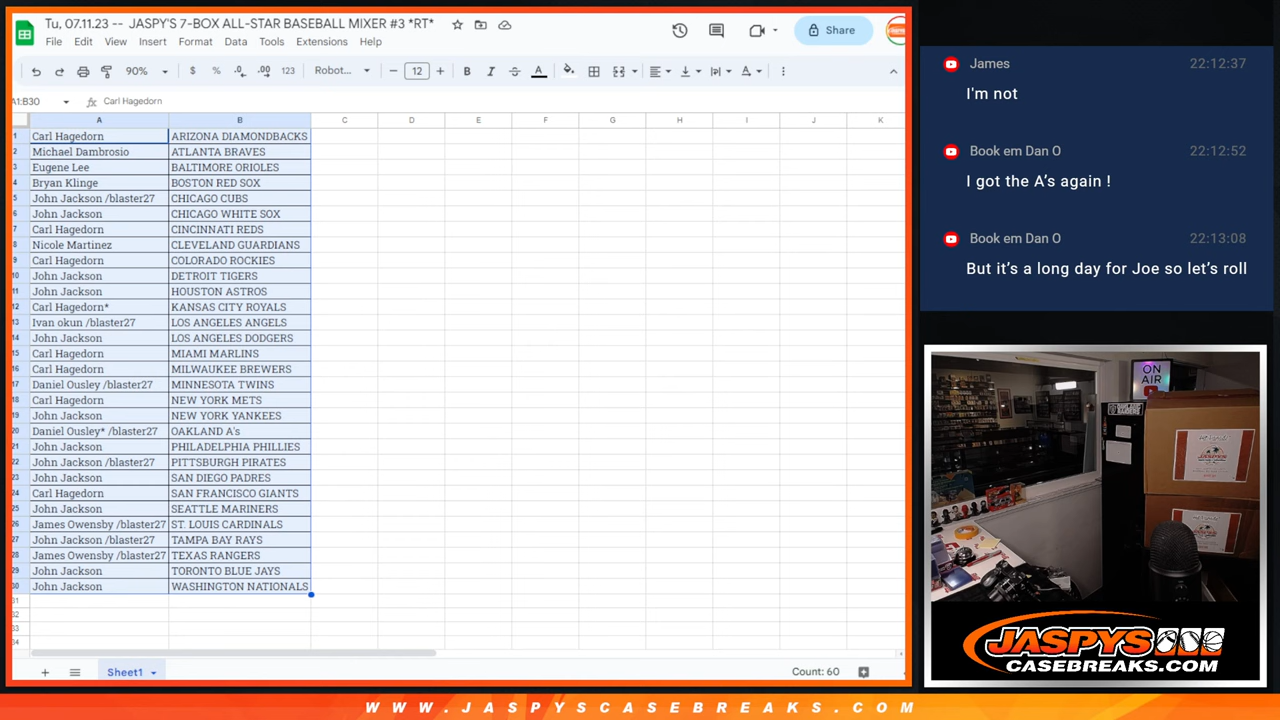 Tu, 07.11.23 -- JASPY'S 7-BOX ALL-STAR BASEBALL MIXER #3 *RT*
File Edit View Insert Format Data Tools Extensions Help
Share
90% $ % .0 .00 123 Robot... 12 B I A
A1:B30 fx Carl Hagedorn
A B C D E F G H I J K
1 Carl Hagedorn ARIZONA DIAMONDBACKS
2 Michael Dambrosio ATLANTA BRAVES
3 Eugene Lee BALTIMORE ORIOLES
4 Bryan Klinge BOSTON RED SOX
5 John Jackson /blaster27 CHICAGO CUBS
6 John Jackson CHICAGO WHITE SOX
7 Carl Hagedorn CINCINNATI REDS
8 Nicole Martinez CLEVELAND GUARDIANS
9 Carl Hagedorn COLORADO ROCKIES
10 John Jackson DETROIT TIGERS
11 John Jackson HOUSTON ASTROS
12 Carl Hagedorn* KANSAS CITY ROYALS
13 Ivan okun /blaster27 LOS ANGELES ANGELS
14 John Jackson LOS ANGELES DODGERS
15 Carl Hagedorn MIAMI MARLINS
16 Carl Hagedorn MILWAUKEE BREWERS
17 Daniel Ousley /blaster27 MINNESOTA TWINS
18 Carl Hagedorn NEW YORK METS
19 John Jackson NEW YORK YANKEES
20 Daniel Ousley* /blaster27 OAKLAND A's
21 John Jackson PHILADELPHIA PHILLIES
22 John Jackson /blaster27 PITTSBURGH PIRATES
23 John Jackson SAN DIEGO PADRES
24 Carl Hagedorn SAN FRANCISCO GIANTS
25 John Jackson SEATTLE MARINERS
26 James Owensby /blaster27 ST. LOUIS CARDINALS
27 John Jackson /blaster27 TAMPA BAY RAYS
28 James Owensby /blaster27 TEXAS RANGERS
29 John Jackson TORONTO BLUE JAYS
30 John Jackson WASHINGTON NATIONALS
31
32
33
34
Sheet1 Count: 60
James 22:12:37
I'm not
Book em Dan O 22:12:52
I got the A's again !
Book em Dan O 22:13:08
But it's a long day for Joe so let's roll
ON
AIR
JASPYS
CASEBREAKS.COM
WWW.JASPYSCASEBREAKS.COM